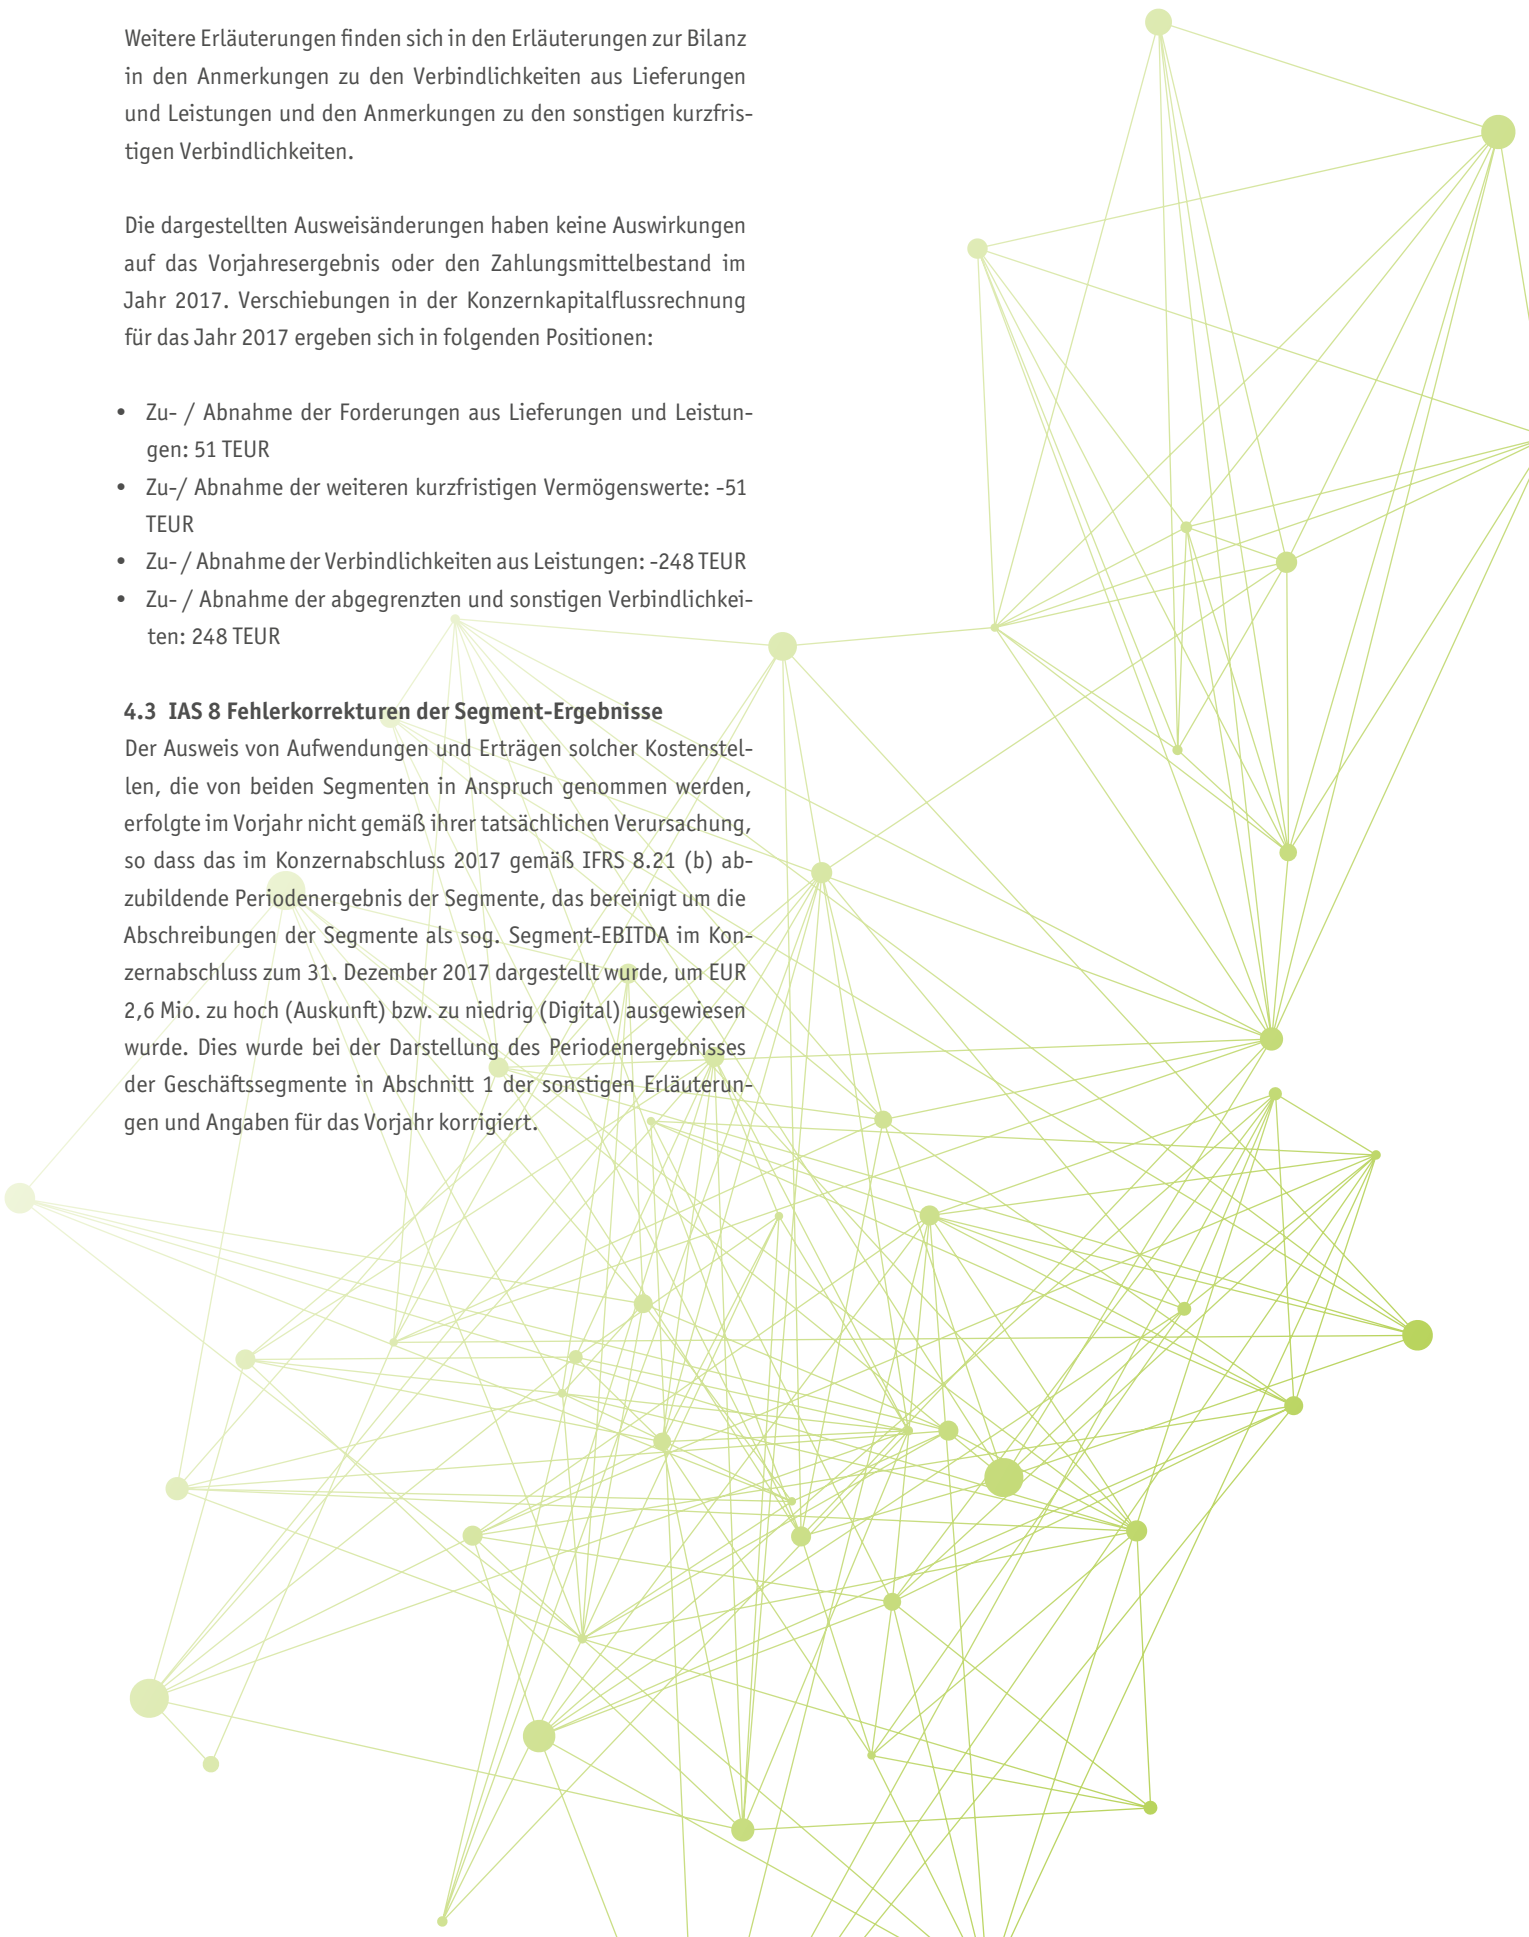 Weitere Erläuterungen finden sich in den Erläuterungen zur Bilanz
in den Anmerkungen zu den Verbindlichkeiten aus Lieferungen
und Leistungen und den Anmerkungen zu den sonstigen kurzfris-
tigen Verbindlichkeiten.
Die dargestellten Ausweisänderungen haben keine Auswirkungen
auf das Vorjahresergebnis oder den Zahlungsmittelbestand im
Jahr 2017. Verschiebungen in der Konzernkapitalflussrechnung
für das Jahr 2017 ergeben sich in folgenden Positionen:
• Zu- / Abnahme der Forderungen aus Lieferungen und Leistun-
gen: 51 TEUR
• Zu-/ Abnahme der weiteren kurzfristigen Vermögenswerte: -51
TEUR
• Zu- / Abnahme der Verbindlichkeiten aus Leistungen: -248 TEUR
• Zu- / Abnahme der abgegrenzten und sonstigen Verbindlichkei-
ten: 248 TEUR
4.3 IAS 8 Fehlerkorrekturen der Segment-Ergebnisse
Der Ausweis von Aufwendungen und Erträgen solcher Kostenstel-
len, die von beiden Segmenten in Anspruch genommen werden,
erfolgte im Vorjahr nicht gemäß ihrer tatsächlichen Verursachung,
so dass das im Konzernabschluss 2017 gemäß IFRS 8.21 (b) ab-
zubildende Periodenergebnis der Segmente, das bereinigt um die
Abschreibungen der Segmente als sog. Segment-EBITDA im Kon-
zernabschluss zum 31. Dezember 2017 dargestellt wurde, um EUR
2,6 Mio. zu hoch (Auskunft) bzw. zu niedrig (Digital) ausgewiesen
wurde. Dies wurde bei der Darstellung des Periodenergebnisses
der Geschäftssegmente in Abschnitt 1 der sonstigen Erläuterun-
gen und Angaben für das Vorjahr korrigiert.